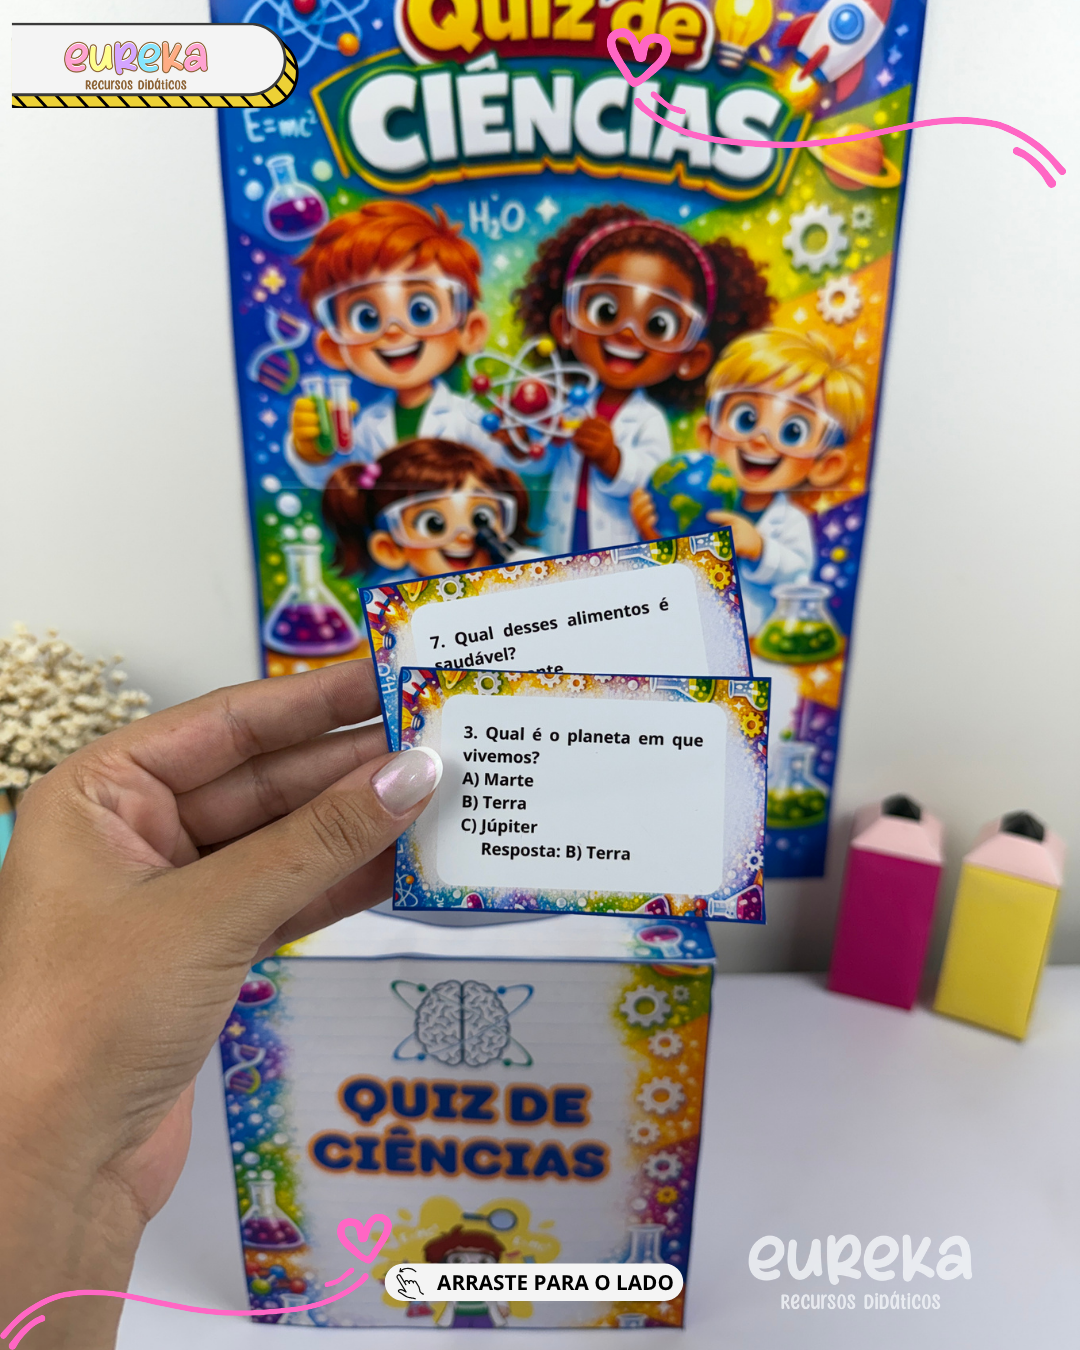 eureka
Recursos Didáticos
Quiz de
CIÊNCIAS
E=mc²
H₂O
7. Qual desses alimentos é
saudável?
3. Qual é o planeta em que
vivemos?
A) Marte
B) Terra
C) Júpiter
Resposta: B) Terra
QUIZ DE
CIÊNCIAS
ARRASTE PARA O LADO
eureka
Recursos Didáticos